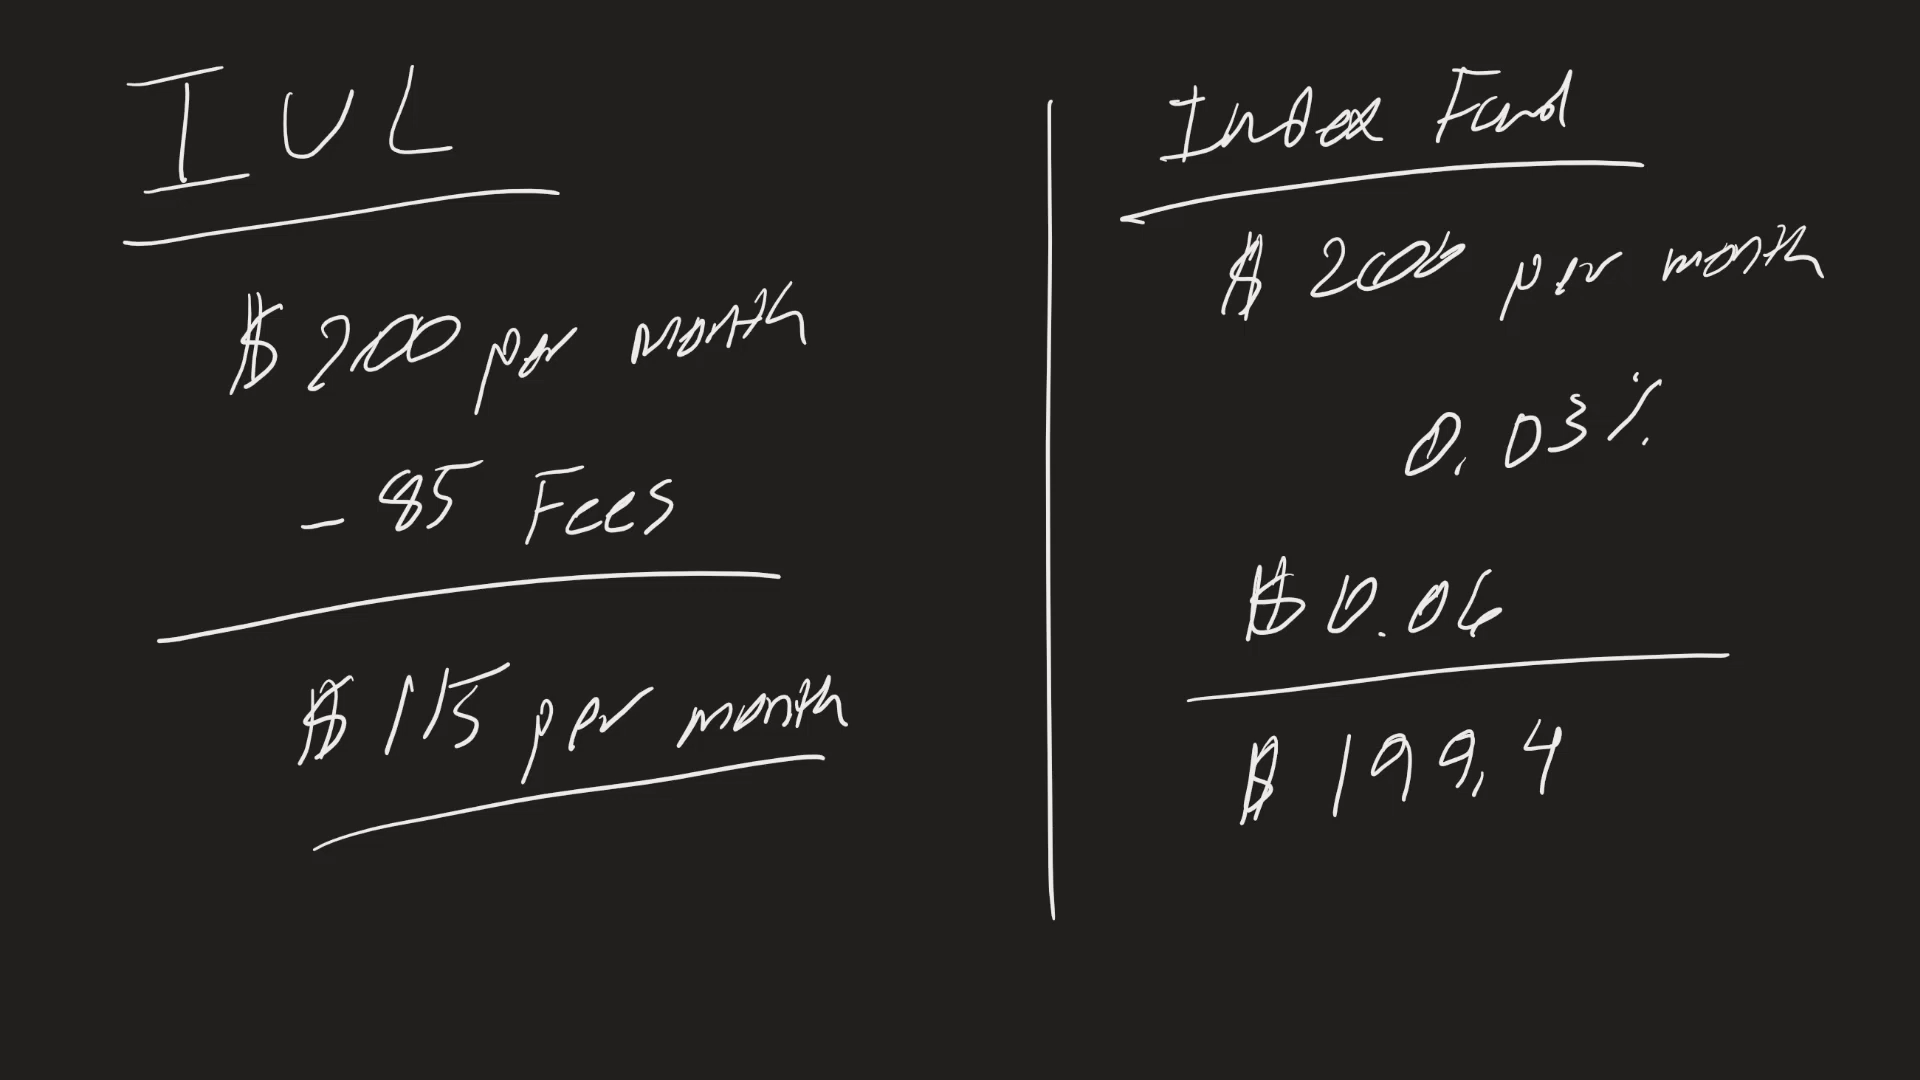 IUL
$200 per month
- 85 Fees
$115 per month
Index Fund
$200 per month
0.03%
$0.06
$199.4